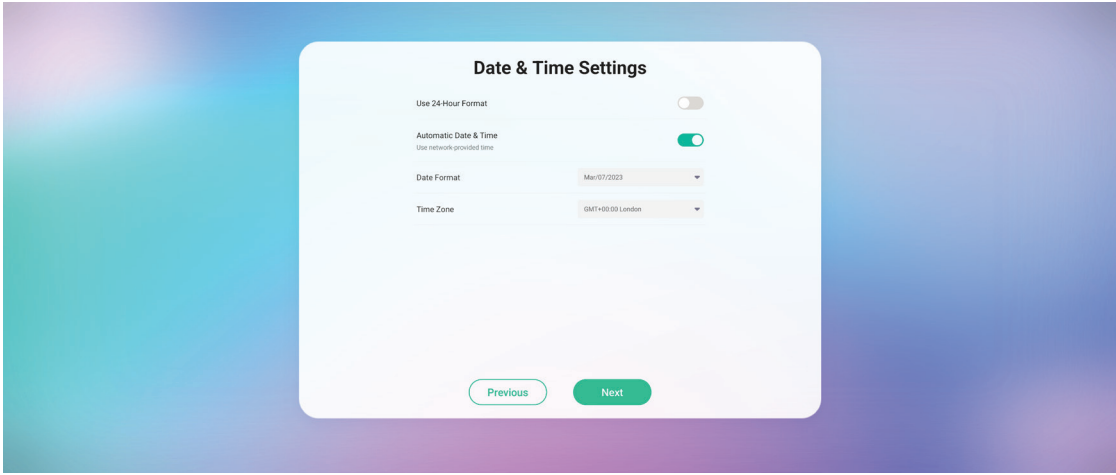 Date & Time Settings
Use 24-Hour Format
Automatic Date & Time
Use network-provided time
Date Format
Mar/07/2023
Time Zone
GMT+00:00 London
Previous
Next